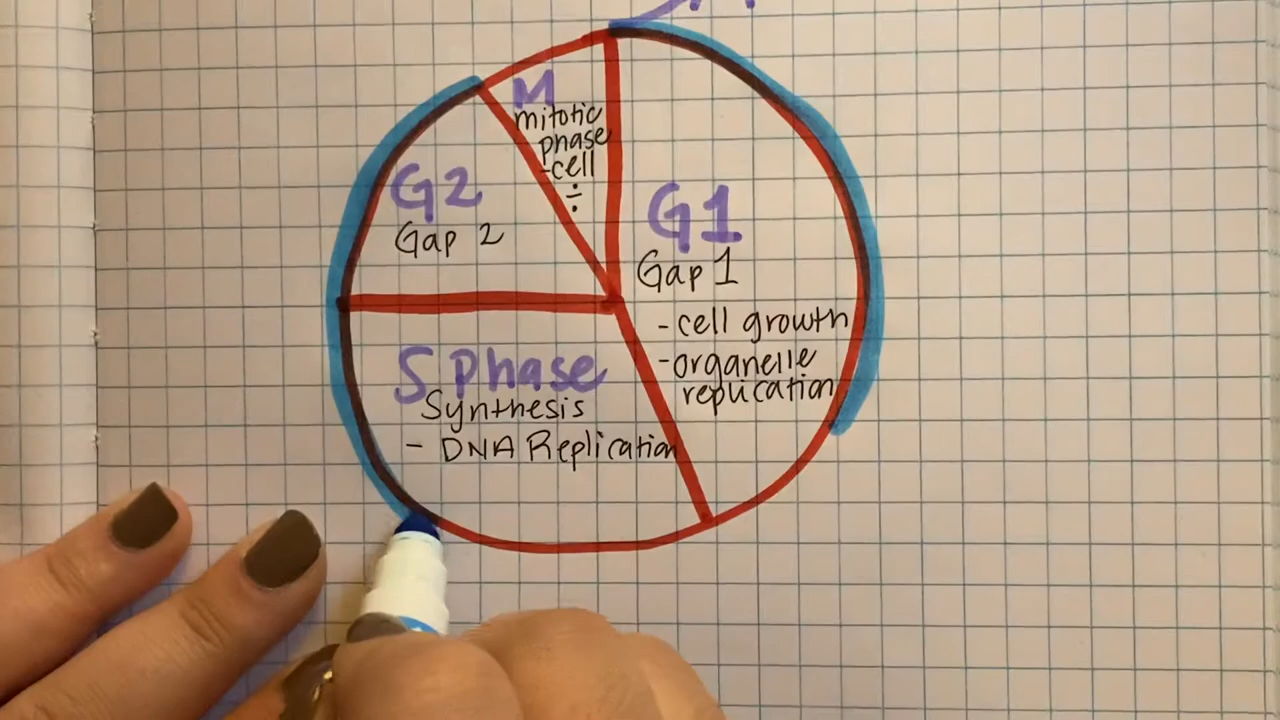 M
mitotic
phase
-cell
÷
G2
Gap 2
G1
Gap 1
- cell growth
- organelle
replication
S phase
Synthesis
- DNA Replication